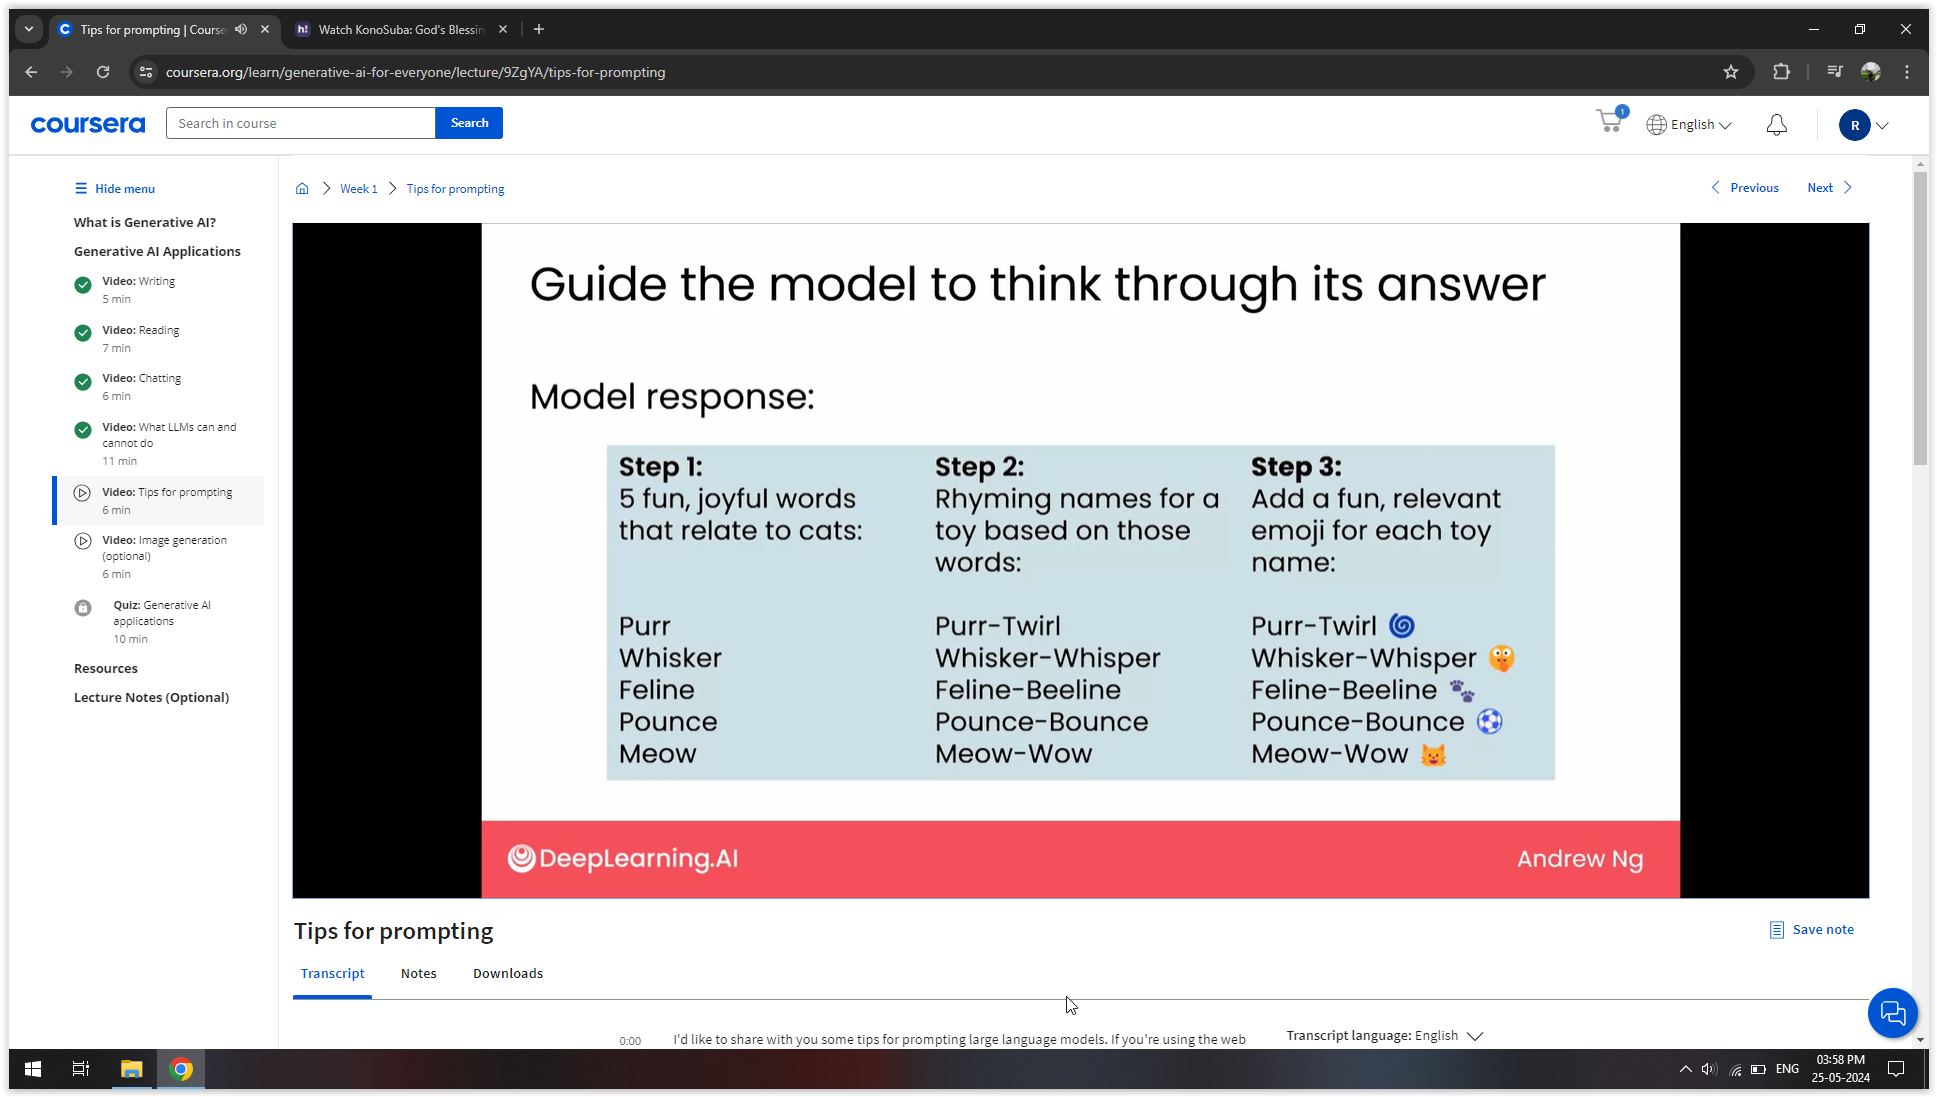 Tips for prompting | Course
Watch KonoSuba: God's Blessin
coursera.org/learn/generative-ai-for-everyone/lecture/9ZgYA/tips-for-prompting
coursera
Search in course
Search
1
English
R
Hide menu
What is Generative AI?
Generative AI Applications
Video: Writing
5 min
Video: Reading
7 min
Video: Chatting
6 min
Video: What LLMs can and
cannot do
11 min
Video: Tips for prompting
6 min
Video: Image generation
(optional)
6 min
Quiz: Generative AI
applications
10 min
Resources
Lecture Notes (Optional)
Week 1
Tips for prompting
Previous
Next
Guide the model to think through its answer
Model response:
Step 1:
5 fun, joyful words
that relate to cats:
Purr
Whisker
Feline
Pounce
Meow
Step 2:
Rhyming names for a
toy based on those
words:
Purr-Twirl
Whisker-Whisper
Feline-Beeline
Pounce-Bounce
Meow-Wow
Step 3:
Add a fun, relevant
emoji for each toy
name:
Purr-Twirl 🌀
Whisker-Whisper 🤫
Feline-Beeline 🐾
Pounce-Bounce ⚽
Meow-Wow 🐱
DeepLearning.AI
Andrew Ng
Tips for prompting
Save note
Transcript
Notes
Downloads
0:00
I'd like to share with you some tips for prompting large language models. If you're using the web
Transcript language: English
ENG
03:58 PM
25-05-2024